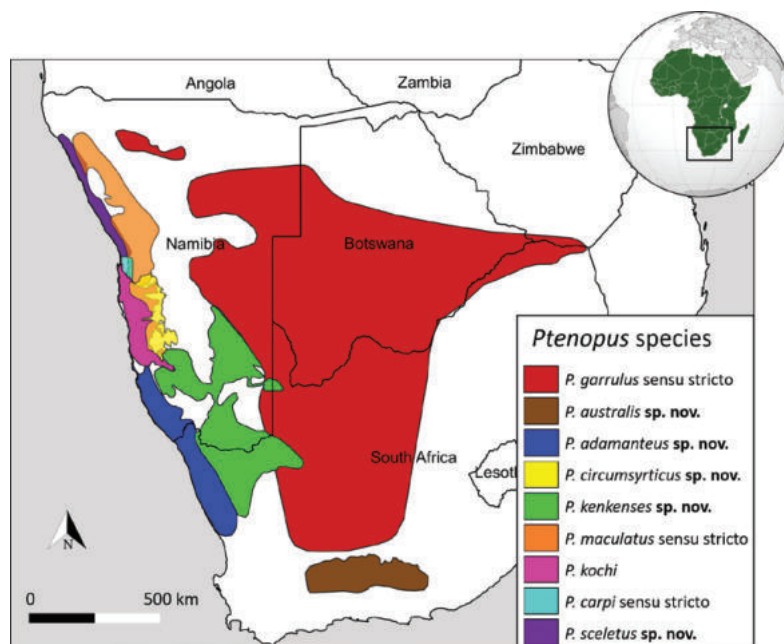 Angola
Zambia
Zimbabwe
Namibia
Botswana
South Africa
Lesot
N
0 500 km
Ptenopus species
P. garrulus sensu stricto
P. australis sp. nov.
P. adamanteus sp. nov.
P. circumsyrticus sp. nov.
P. kenkenses sp. nov.
P. maculatus sensu stricto
P. kochi
P. carpi sensu stricto
P. sceletus sp. nov.